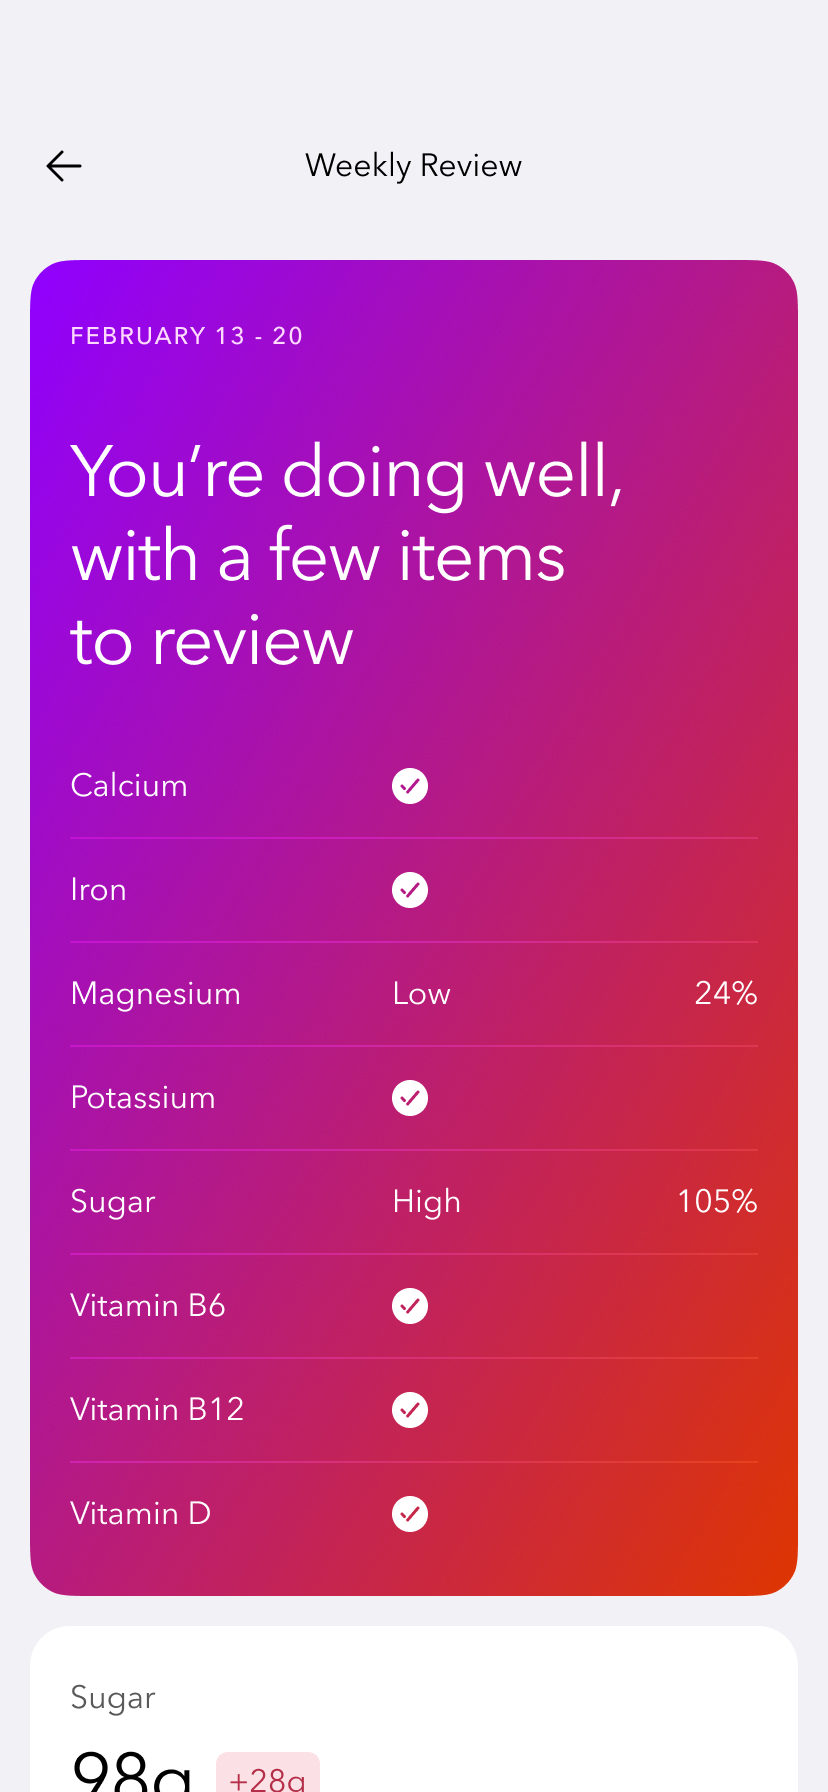 Weekly Review
FEBRUARY 13 - 20
You’re doing well,
with a few items
to review
Calcium
Iron
Magnesium Low 24%
Potassium
Sugar High 105%
Vitamin B6
Vitamin B12
Vitamin D
Sugar
98g +28g